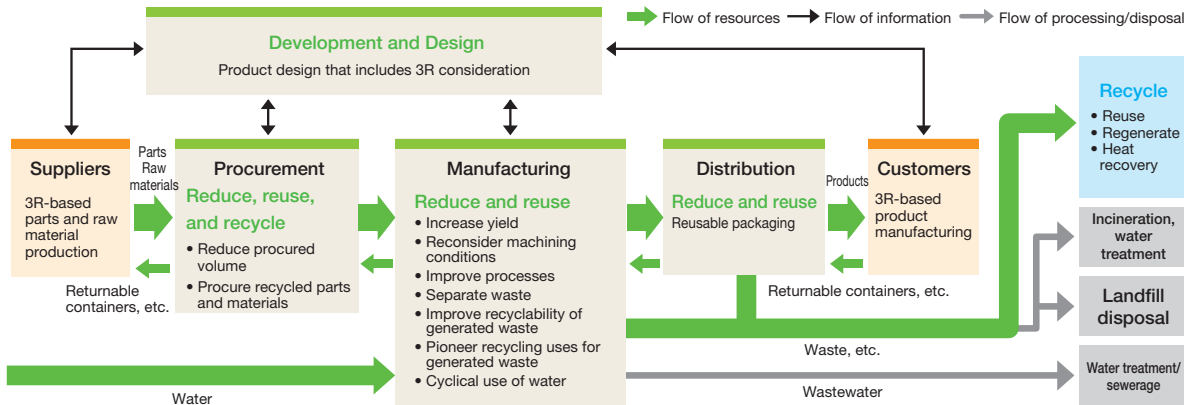 Flow of resources
Flow of information
Flow of processing/disposal
Development and Design
Product design that includes 3R consideration
Suppliers
3R-based
parts and raw
material
production
Parts
Raw
materials
Returnable
containers, etc.
Procurement
Reduce, reuse,
and recycle
• Reduce procured
volume
• Procure recycled parts
and materials
Manufacturing
Reduce and reuse
• Increase yield
• Reconsider machining
conditions
• Improve processes
• Separate waste
• Improve recyclability of
generated waste
• Pioneer recycling uses for
generated waste
• Cyclical use of water
Distribution
Reduce and reuse
Reusable packaging
Products
Customers
3R-based
product
manufacturing
Returnable containers, etc.
Recycle
• Reuse
• Regenerate
• Heat
recovery
Incineration,
water
treatment
Landfill
disposal
Waste, etc.
Water treatment/
sewerage
Wastewater
Water